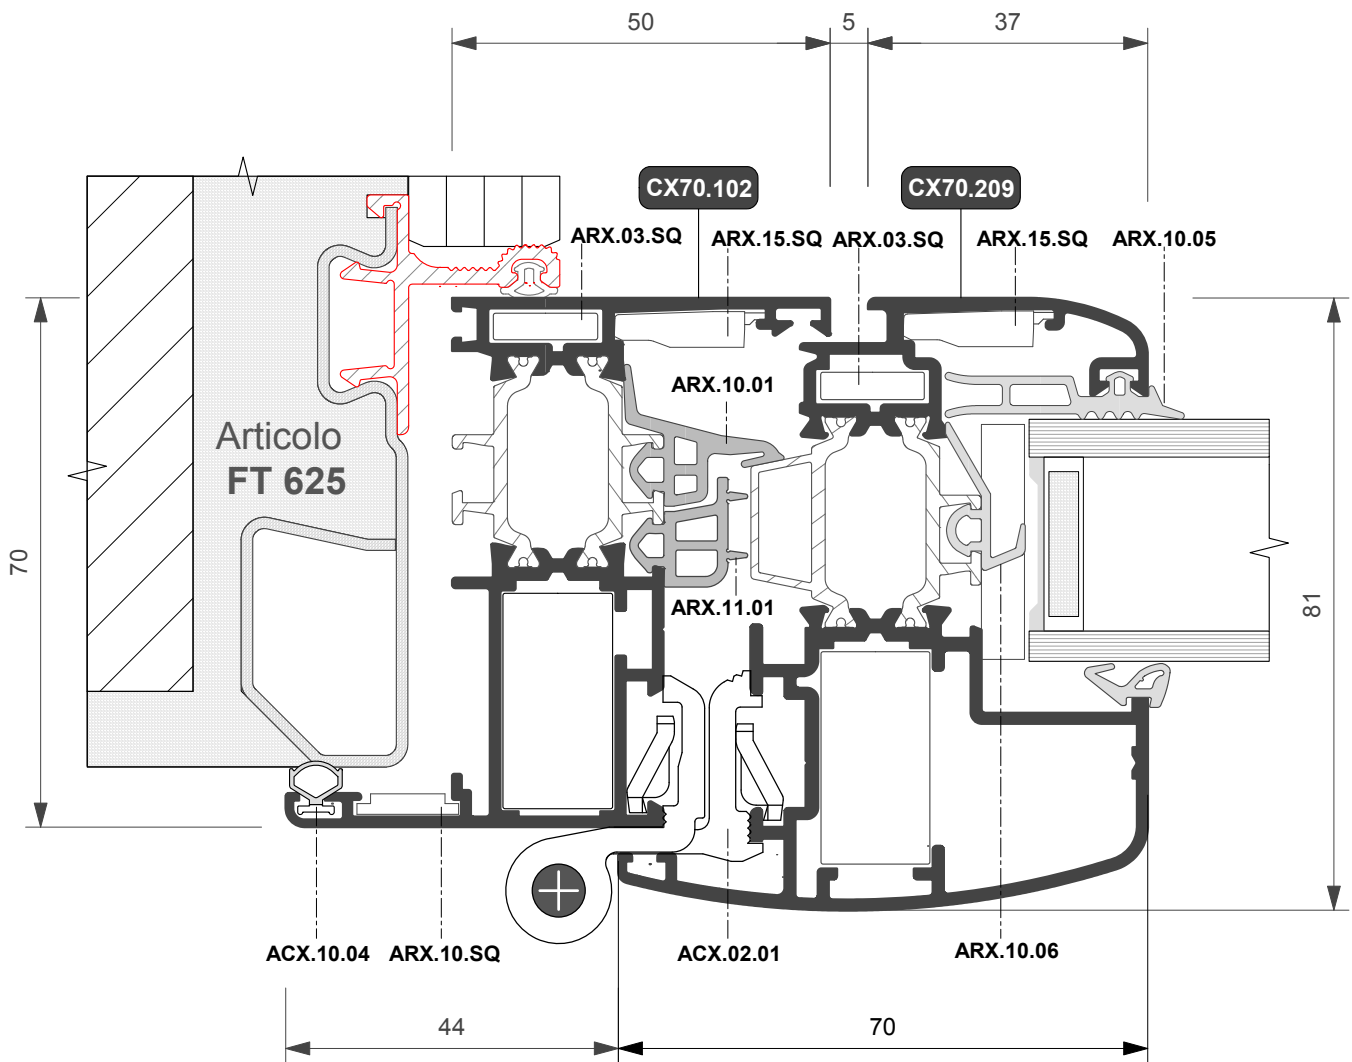 50 5 37
CX70.102 CX70.209
ARX.03.SQ ARX.15.SQ ARX.03.SQ ARX.15.SQ ARX.10.05
ARX.10.01
Articolo
FT 625
70
81
ARX.11.01
ACX.10.04 ARX.10.SQ ACX.02.01 ARX.10.06
44 70